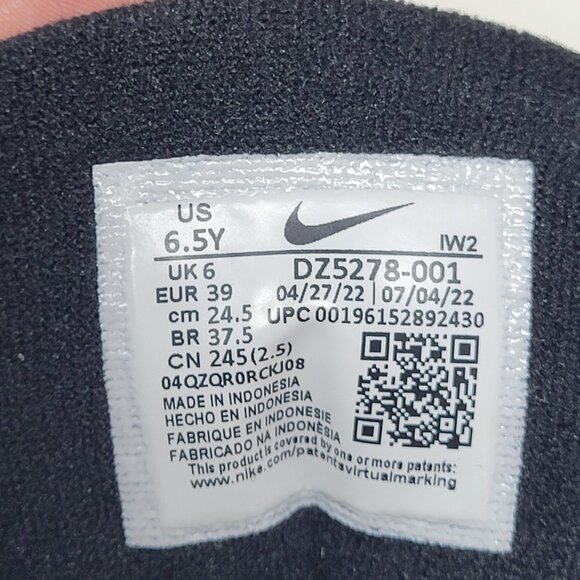 US
6.5Y
IW2
UK 6
DZ5278-001
EUR 39
04/27/22 | 07/04/22
cm 24.5
UPC 00196152892430
BR 37.5
CN 245 (2.5)
04QZQR0RCKJ08
MADE IN INDONESIA
HECHO EN INDONESIA
FABRIQUE EN INDONESIE
FABRICADO NA INDONÉSIA
This product is covered by one or more patents:
www.nike.com/patentsvirtualmarking